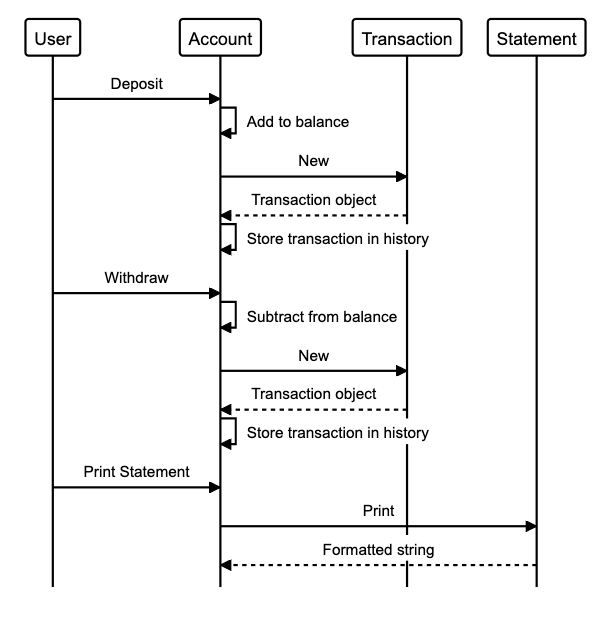 User
Account
Transaction
Statement
Deposit
Add to balance
New
Transaction object
Store transaction in history
Withdraw
Subtract from balance
New
Transaction object
Store transaction in history
Print Statement
Print
Formatted string